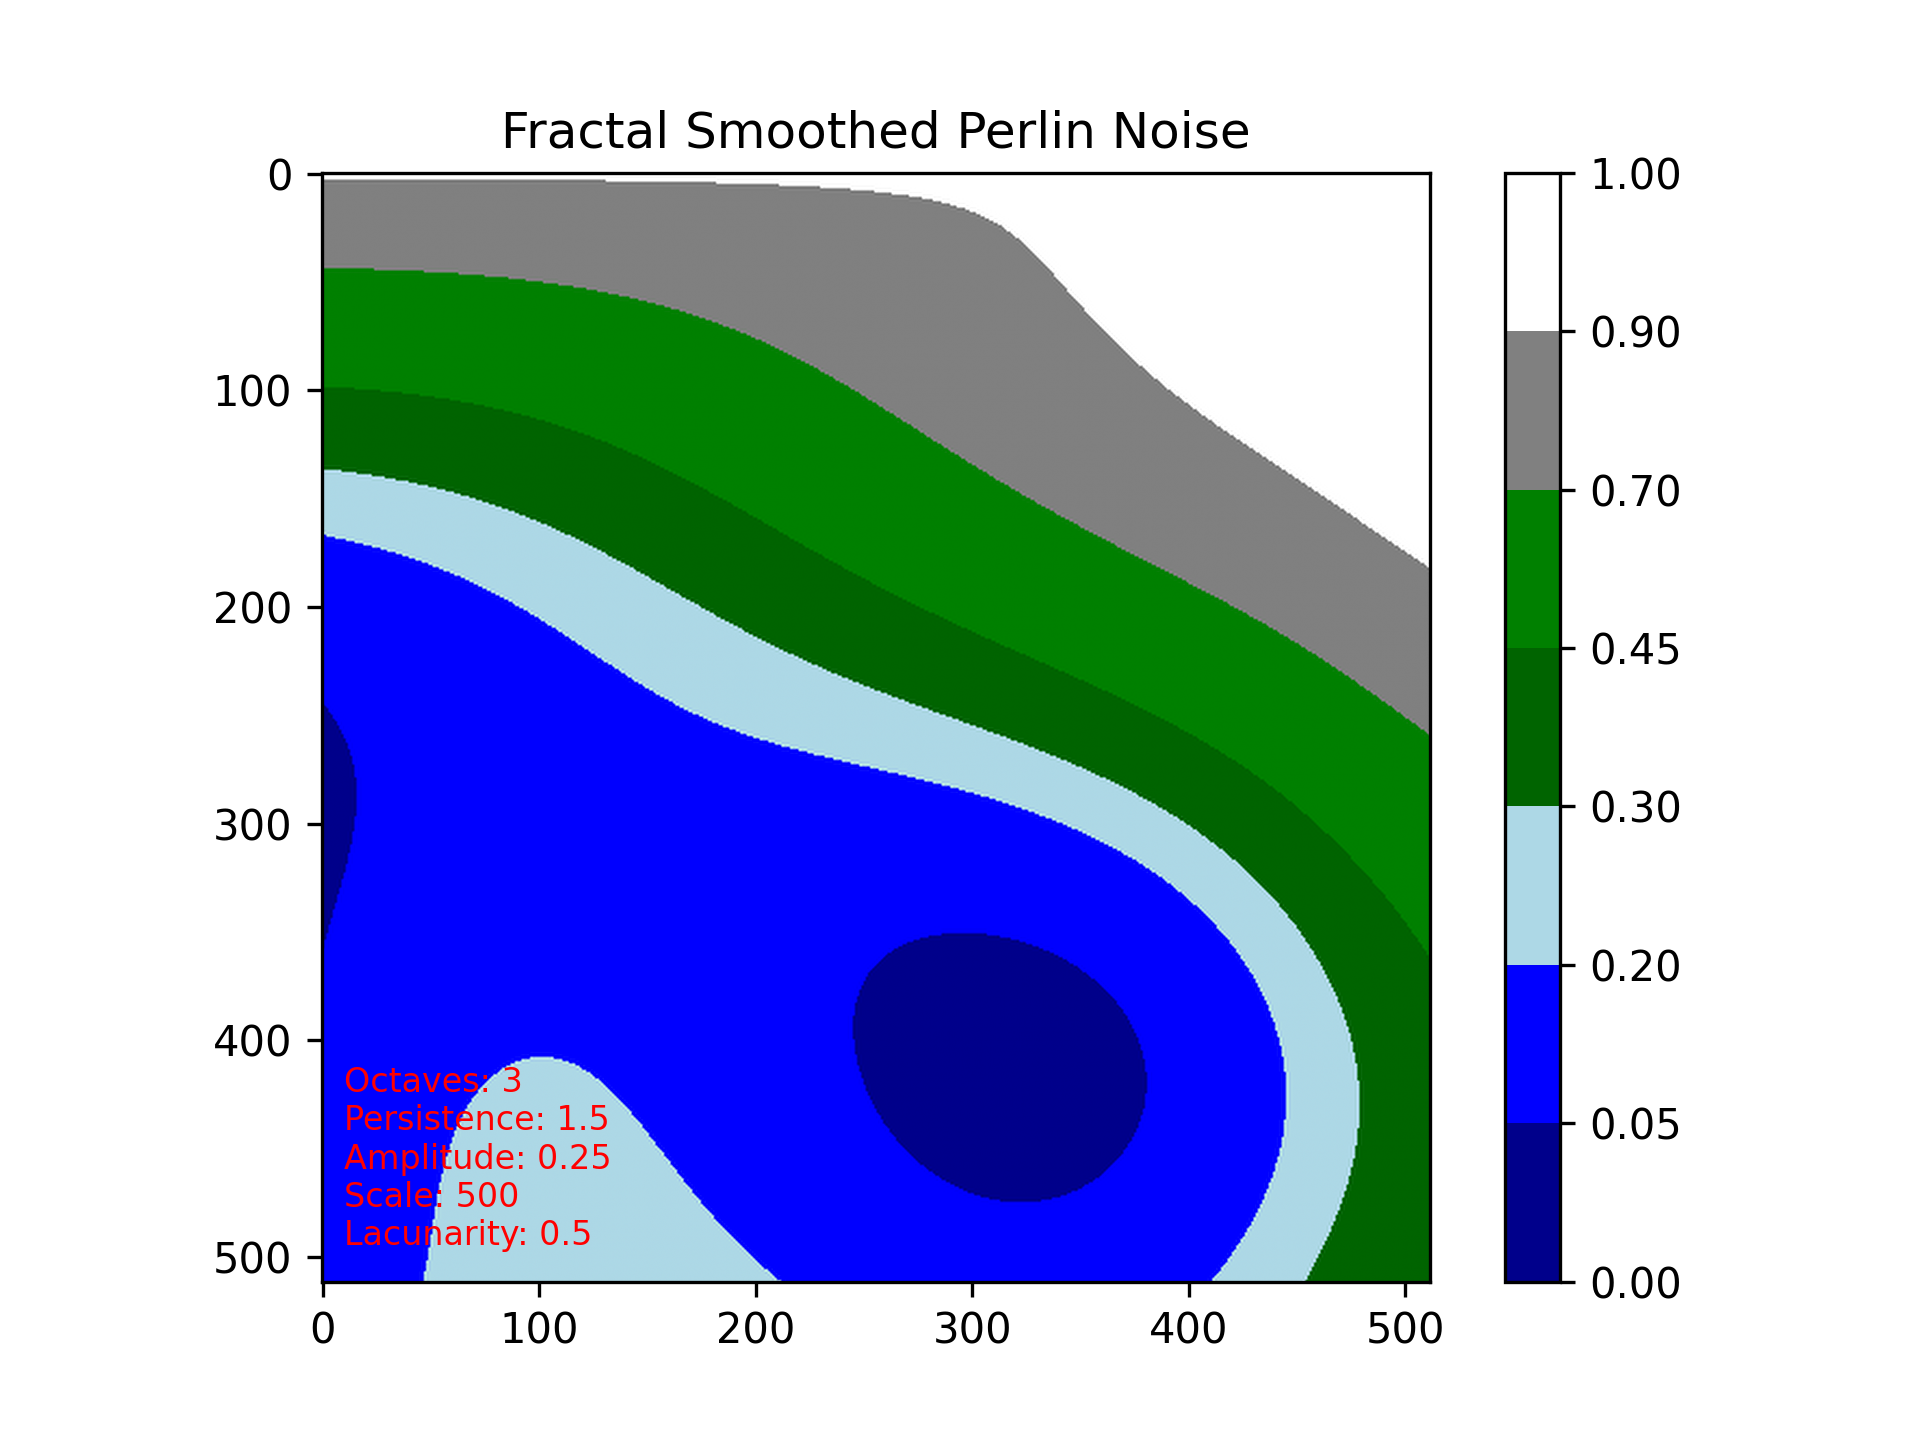 Fractal Smoothed Perlin Noise
0
100
200
300
400
500
Octaves: 3
Persistence: 1.5
Amplitude: 0.25
Scale: 500
Lacunarity: 0.5
0 100 200 300 400 500
1.00
0.90
0.70
0.45
0.30
0.20
0.05
0.00